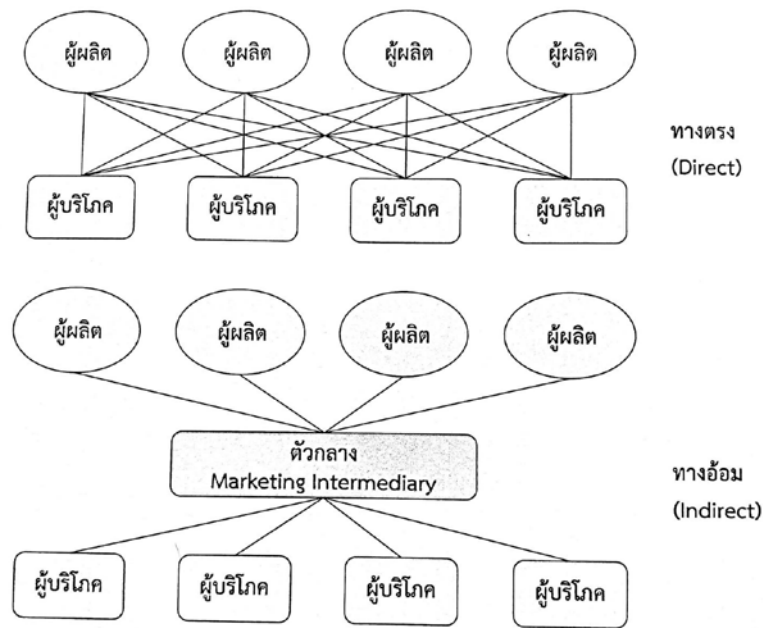 ผู้ผลิต
ผู้ผลิต
ผู้ผลิต
ผู้ผลิต
ทางตรง
(Direct)
ผู้บริโภค
ผู้บริโภค
ผู้บริโภค
ผู้บริโภค
ผู้ผลิต
ผู้ผลิต
ผู้ผลิต
ผู้ผลิต
ตัวกลาง
Marketing Intermediary
ทางอ้อม
(Indirect)
ผู้บริโภค
ผู้บริโภค
ผู้บริโภค
ผู้บริโภค